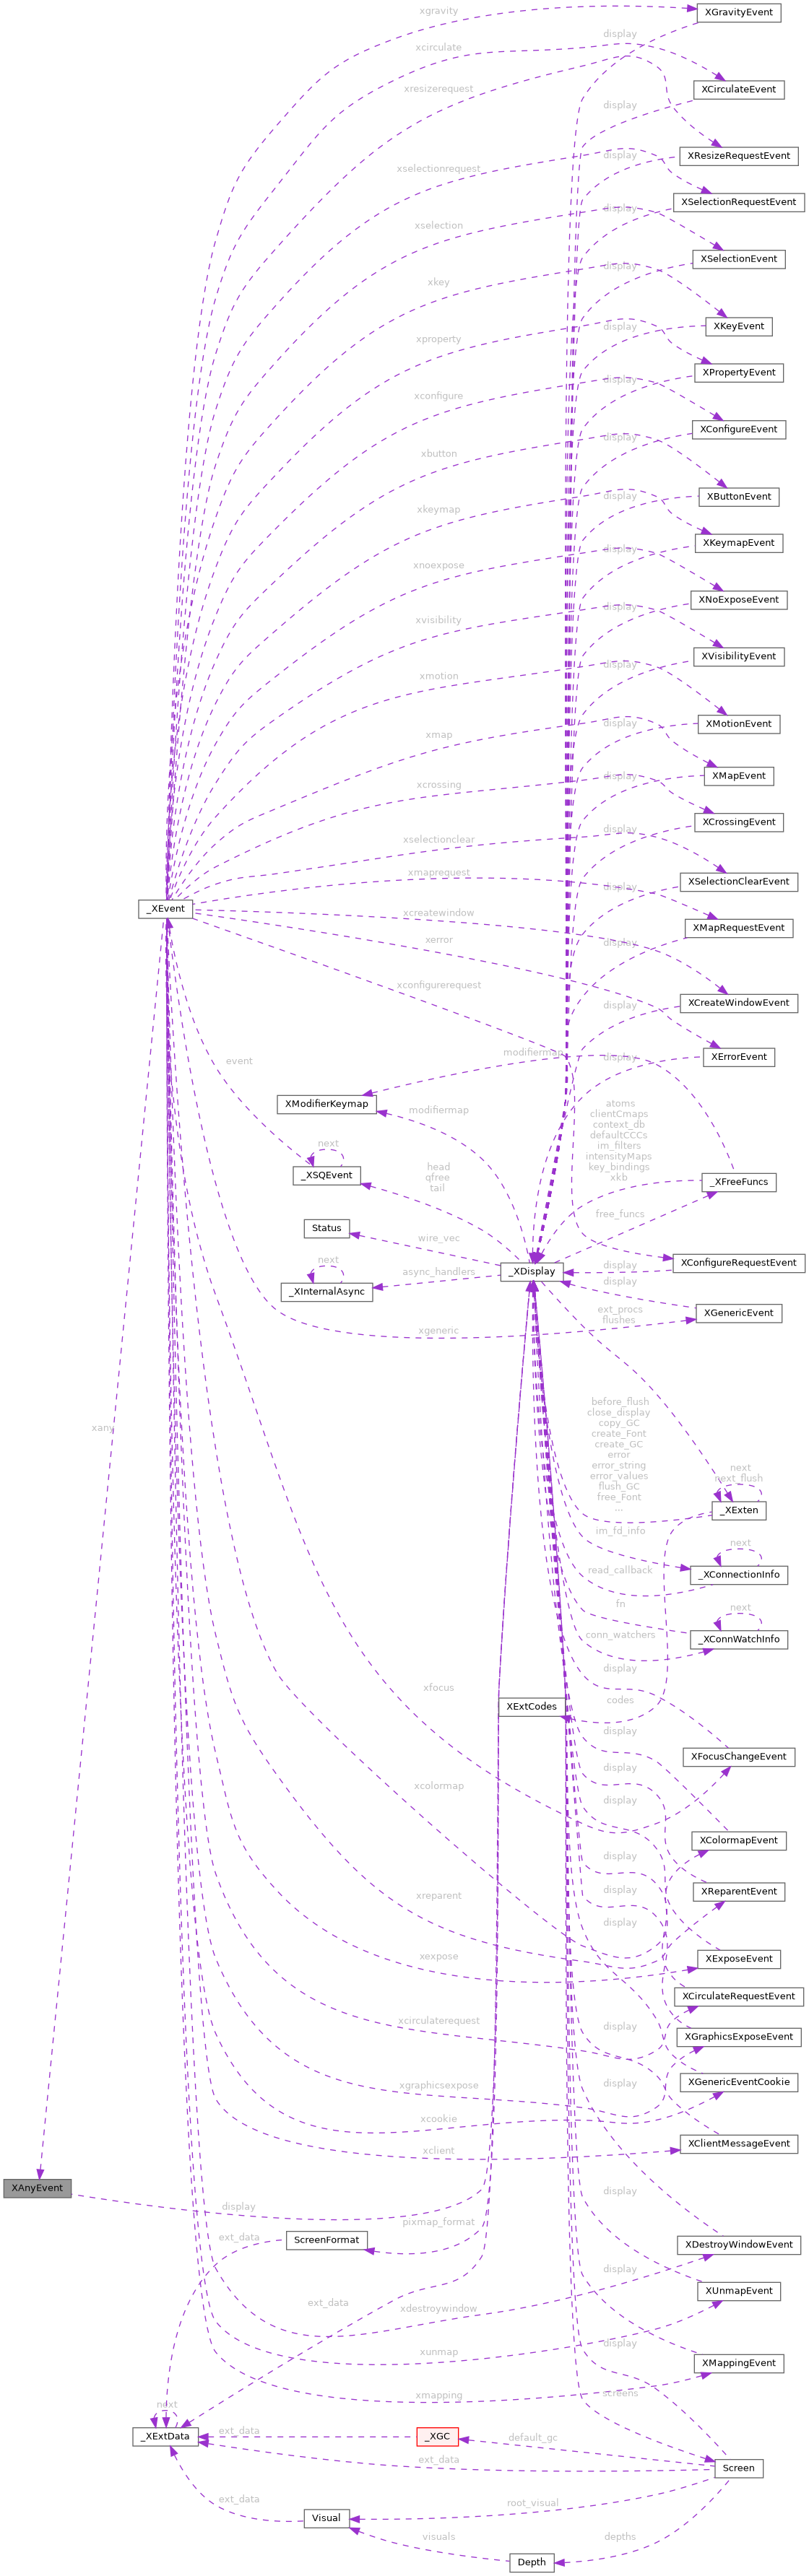 xgravity
XGravityEvent
display
xcirculate
XCirculateEvent
xresizerequest
display
XResizeRequestEvent
display
xselectionrequest
XSelectionRequestEvent
display
xselection
XSelectionEvent
display
xkey
XKeyEvent
display
xproperty
XPropertyEvent
display
xconfigure
XConfigureEvent
display
xbutton
XButtonEvent
display
xkeymap
XKeymapEvent
display
xnoexpose
XNoExposeEvent
display
xvisibility
XVisibilityEvent
display
xmotion
XMotionEvent
display
xmap
XMapEvent
display
xcrossing
XCrossingEvent
display
xselectionclear
XSelectionClearEvent
display
xmaprequest
_XEvent
XMapRequestEvent
xcreatewindow
display
xerror
xconfigurerequest
XCreateWindowEvent
display
modifiermap
display
XErrorEvent
event
XModifierKeymap
modifiermap
atoms
clientCmaps
context_db
defaultCCCs
im_filters
intensityMaps
key_bindings
xkb
next
_XSQEvent
head
qfree
tail
_XFreeFuncs
free_funcs
Status
wire_vec
next
_XInternalAsync
async_handlers
_XDisplay
display
XConfigureRequestEvent
display
XGenericEvent
xgeneric
ext_procs
flushes
xany
before_flush
close_display
copy_GC
create_Font
create_GC
error
error_string
error_values
flush_GC
free_Font
...
next
next_flush
_XExten
im_fd_info
next
read_callback
_XConnectionInfo
fn
next
conn_watchers
_XConnWatchInfo
display
xfocus
XExtCodes
codes
display
XFocusChangeEvent
display
xcolormap
display
XColormapEvent
display
xreparent
display
XReparentEvent
display
xexpose
XExposeEvent
XCirculateRequestEvent
xcirculaterequest
display
XGraphicsExposeEvent
xgraphicsexpose
display
XGenericEventCookie
xcookie
XClientMessageEvent
xclient
XAnyEvent
display
display
pixmap_format
ScreenFormat
ext_data
XDestroyWindowEvent
display
XUnmapEvent
ext_data
xdestroywindow
display
xunmap
XMappingEvent
xmapping
screens
next
_XExtData
ext_data
_XGC
default_gc
ext_data
Screen
ext_data
Visual
root_visual
visuals
depths
Depth